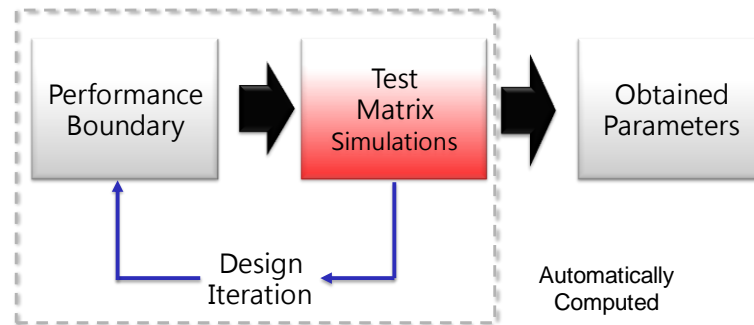 Performance
Boundary
Test
Matrix
Simulations
Obtained
Parameters
Design
Iteration
Automatically
Computed